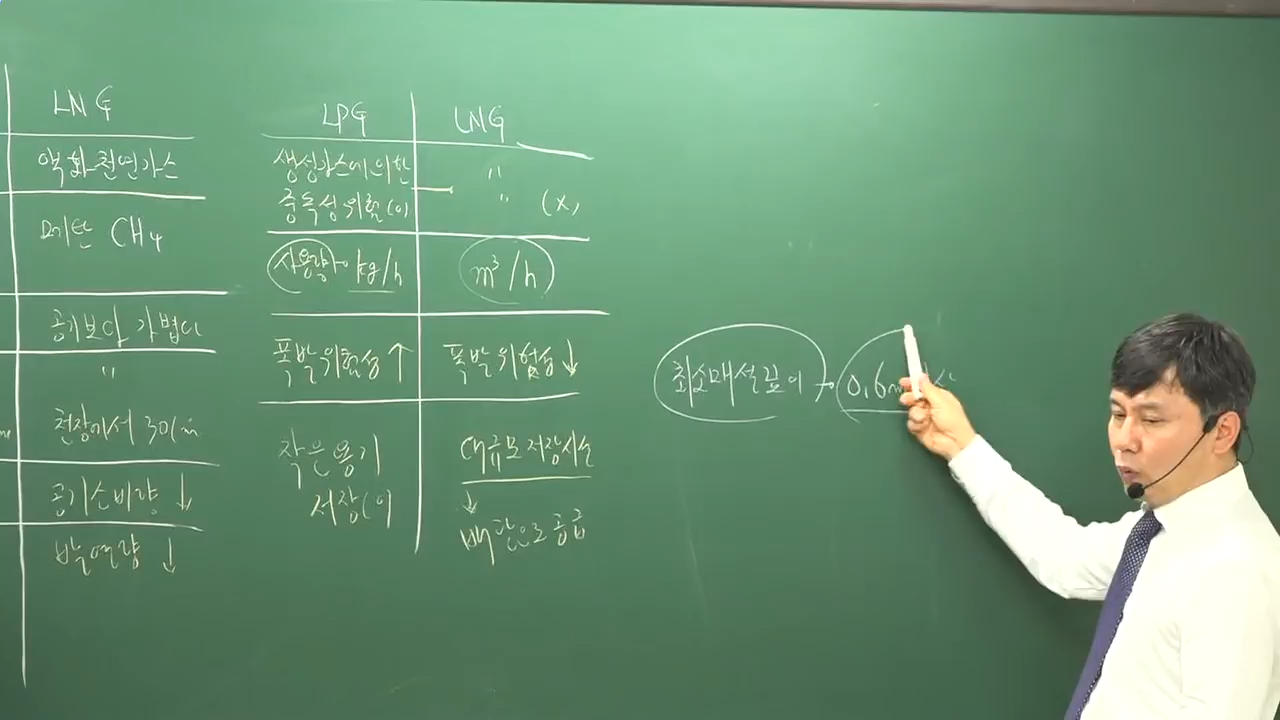 LNG
액화천연가스
메탄 CH4
공기보다 가볍다
"
천장에서 30cm
공기소비량 ↓
발열량 ↓
LPG LNG
생성가스에의한 "
중독성위험(O) " (X)
사용량 kg/h m³/h
폭발위험성 ↑ 폭발위험성 ↓
작은용기 대규모저장시설
저장(O) ↓
배관으로공급
최소매설깊이 → 0.6m